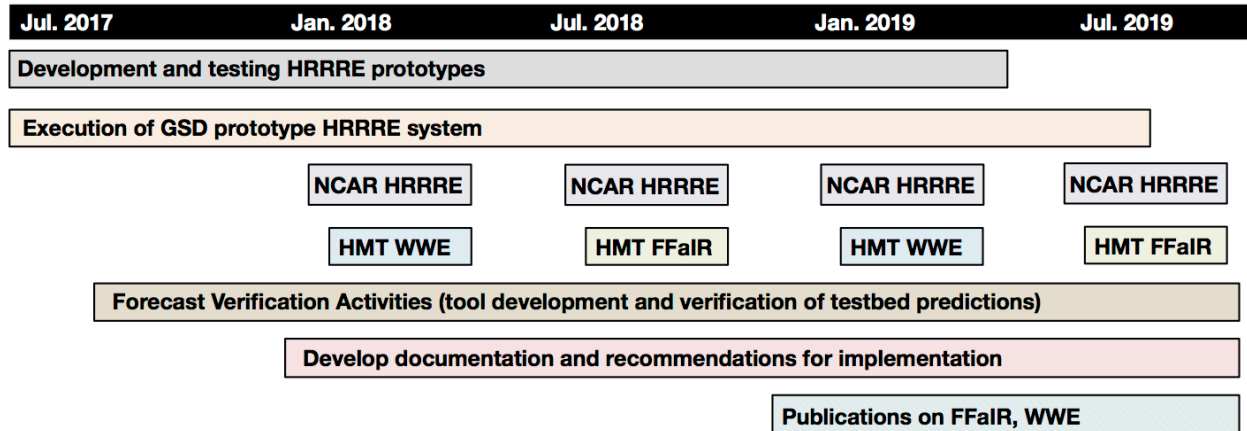 Jul. 2017 Jan. 2018 Jul. 2018 Jan. 2019 Jul. 2019
Development and testing HRRRE prototypes
Execution of GSD prototype HRRRE system
NCAR HRRRE NCAR HRRRE NCAR HRRRE NCAR HRRRE
HMT WWE HMT FFaIR HMT WWE HMT FFaIR
Forecast Verification Activities (tool development and verification of testbed predictions)
Develop documentation and recommendations for implementation
Publications on FFaIR, WWE